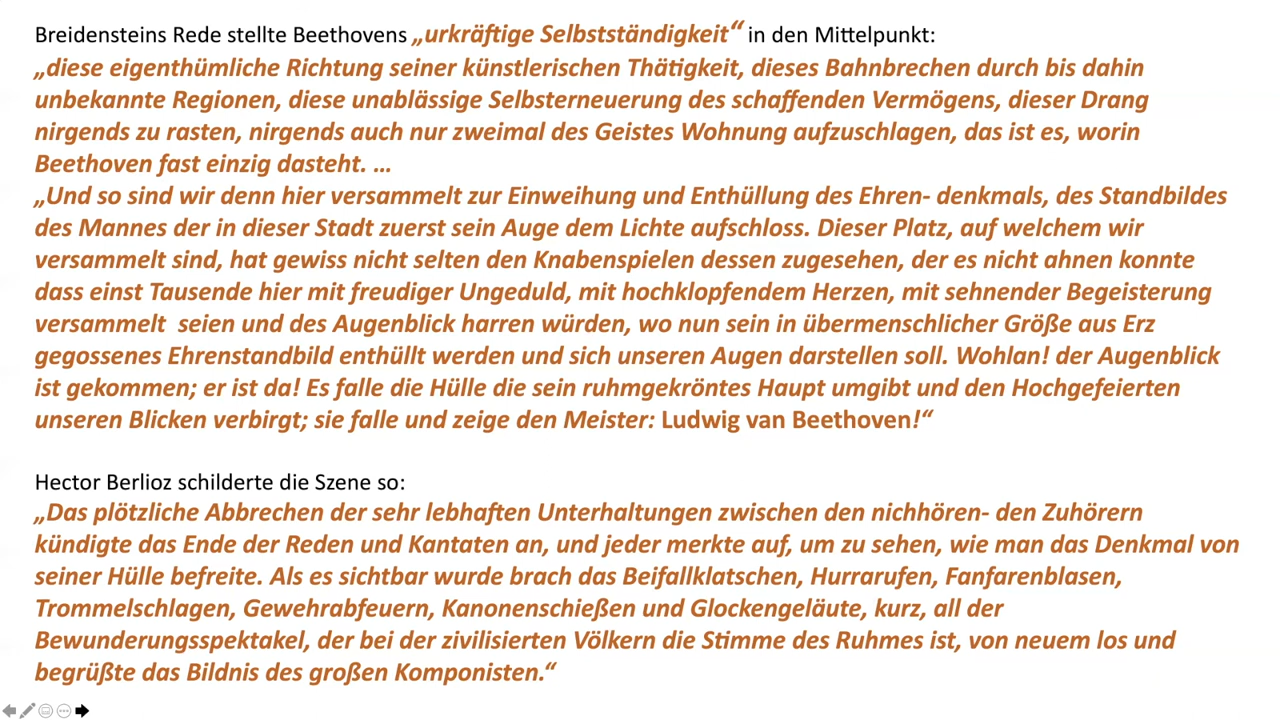 Breidensteins Rede stellte Beethovens „urkräftige Selbstständigkeit“ in den Mittelpunkt:
„diese eigenthümliche Richtung seiner künstlerischen Thätigkeit, dieses Bahnbrechen durch bis dahin
unbekannte Regionen, diese unablässige Selbsterneuerung des schaffenden Vermögens, dieser Drang
nirgends zu rasten, nirgends auch nur zweimal des Geistes Wohnung aufzuschlagen, das ist es, worin
Beethoven fast einzig dasteht. …
„Und so sind wir denn hier versammelt zur Einweihung und Enthüllung des Ehren- denkmals, des Standbildes
des Mannes der in dieser Stadt zuerst sein Auge dem Lichte aufschloss. Dieser Platz, auf welchem wir
versammelt sind, hat gewiss nicht selten den Knabenspielen dessen zugesehen, der es nicht ahnen konnte
dass einst Tausende hier mit freudiger Ungeduld, mit hochklopfendem Herzen, mit sehnender Begeisterung
versammelt seien und des Augenblick harren würden, wo nun sein in übermenschlicher Größe aus Erz
gegossenes Ehrenstandbild enthüllt werden und sich unseren Augen darstellen soll. Wohlan! der Augenblick
ist gekommen; er ist da! Es falle die Hülle die sein ruhmgekröntes Haupt umgibt und den Hochgefeierten
unseren Blicken verbirgt; sie falle und zeige den Meister: Ludwig van Beethoven!“
Hector Berlioz schilderte die Szene so:
„Das plötzliche Abbrechen der sehr lebhaften Unterhaltungen zwischen den nichhören- den Zuhörern
kündigte das Ende der Reden und Kantaten an, und jeder merkte auf, um zu sehen, wie man das Denkmal von
seiner Hülle befreite. Als es sichtbar wurde brach das Beifallklatschen, Hurrarufen, Fanfarenblasen,
Trommelschlagen, Gewehrabfeuern, Kanonenschießen und Glockengeläute, kurz, all der
Bewunderungsspektakel, der bei der zivilisierten Völkern die Stimme des Ruhmes ist, von neuem los und
begrüßte das Bildnis des großen Komponisten.“